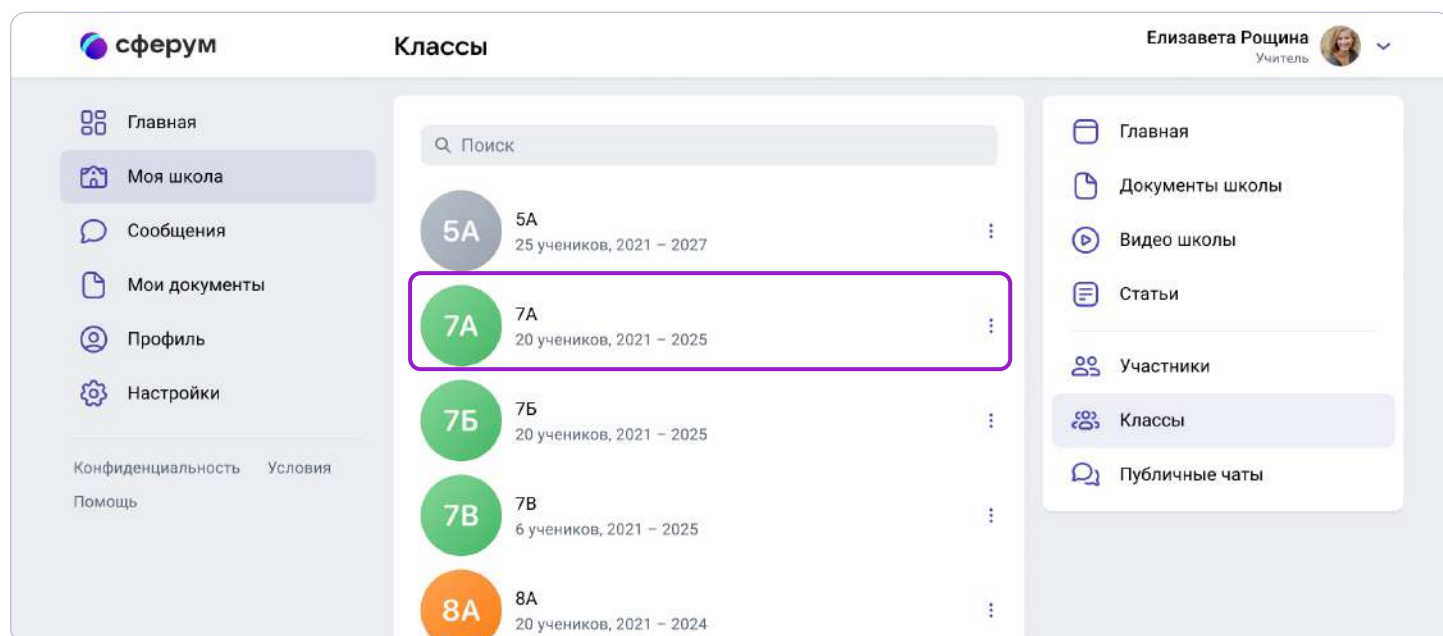 сферум
Классы
Елизавета Рощина
Учитель
Главная
Моя школа
Сообщения
Мои документы
Профиль
Настройки
Конфиденциальность Условия
Помощь
Поиск
5А
5А
25 учеников, 2021 – 2027
7А
7А
20 учеников, 2021 – 2025
7Б
7Б
20 учеников, 2021 – 2025
7В
7В
6 учеников, 2021 – 2025
8А
8А
20 учеников, 2021 – 2024
Главная
Документы школы
Видео школы
Статьи
Участники
Классы
Публичные чаты